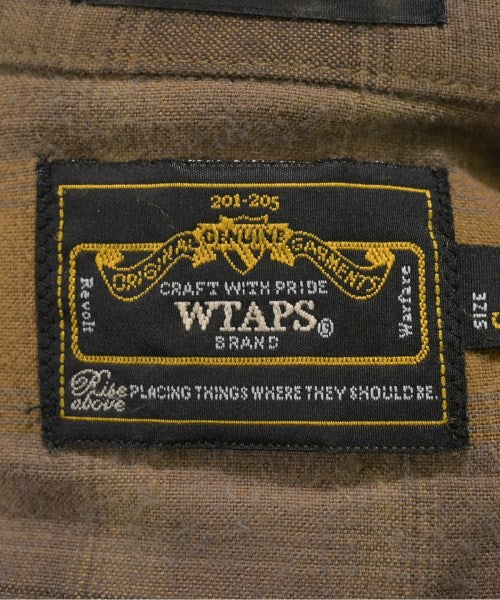 201-205
GENUINE
ORIGINAL GARMENTS
CRAFT WITH PRIDE
WTAPS®
BRAND
Revolt
Warfare
Rise above
PLACING THINGS WHERE THEY SHOULD BE.
SIZE